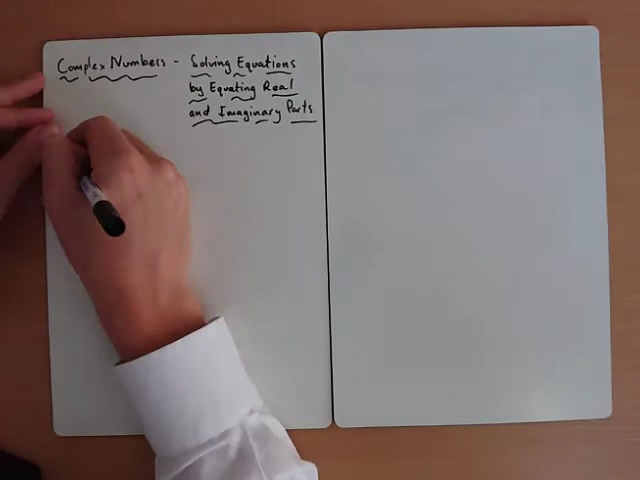 Complex Numbers - Solving Equations
by Equating Real
and Imaginary Parts